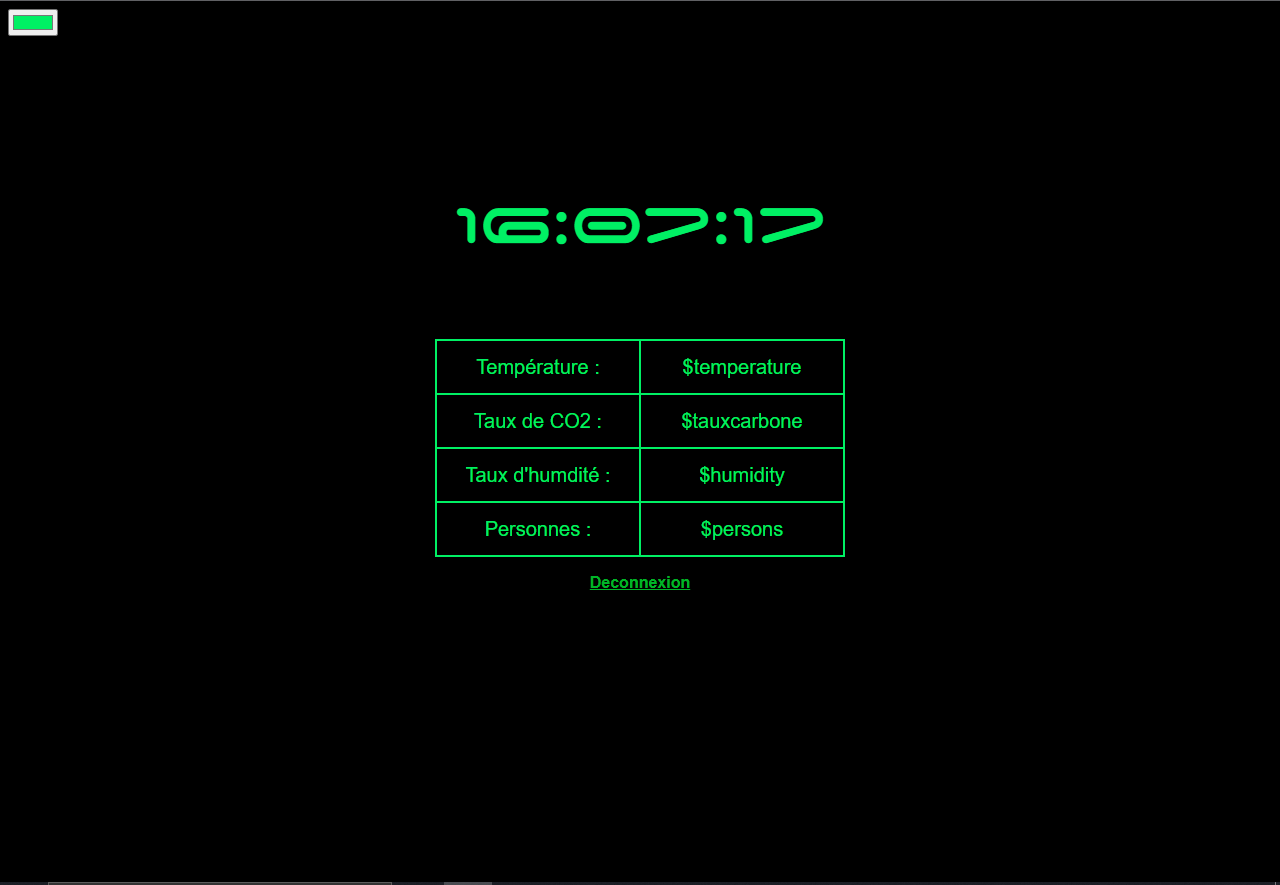 16:07:17
Température : $temperature
Taux de CO2 : $tauxcarbone
Taux d'humdité : $humidity
Personnes : $persons
Deconnexion